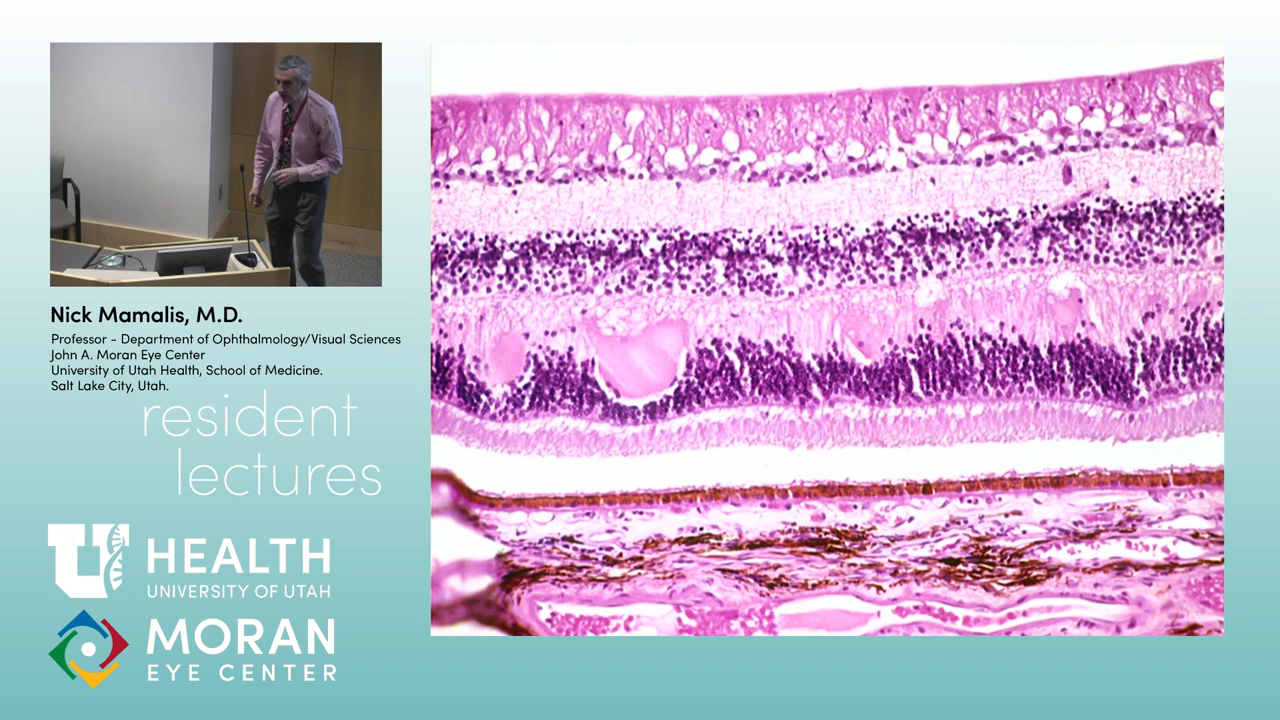 Nick Mamalis, M.D.
Professor - Department of Ophthalmology/Visual Sciences
John A. Moran Eye Center
University of Utah Health, School of Medicine.
Salt Lake City, Utah.
resident
lectures
U HEALTH
UNIVERSITY OF UTAH
MORAN
EYE CENTER